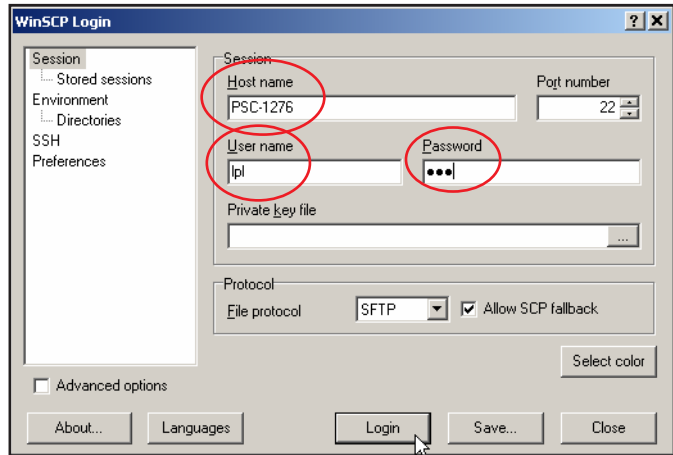 WinSCP Login
Session
Stored sessions
Environment
Directories
SSH
Preferences
Advanced options
Session
Host name
Port number
PSC-1276
22
User name
Password
lpl
●●●
Private key file
...
Protocol
File protocol
SFTP
Allow SCP fallback
Select color
About...
Languages
Login
Save...
Close